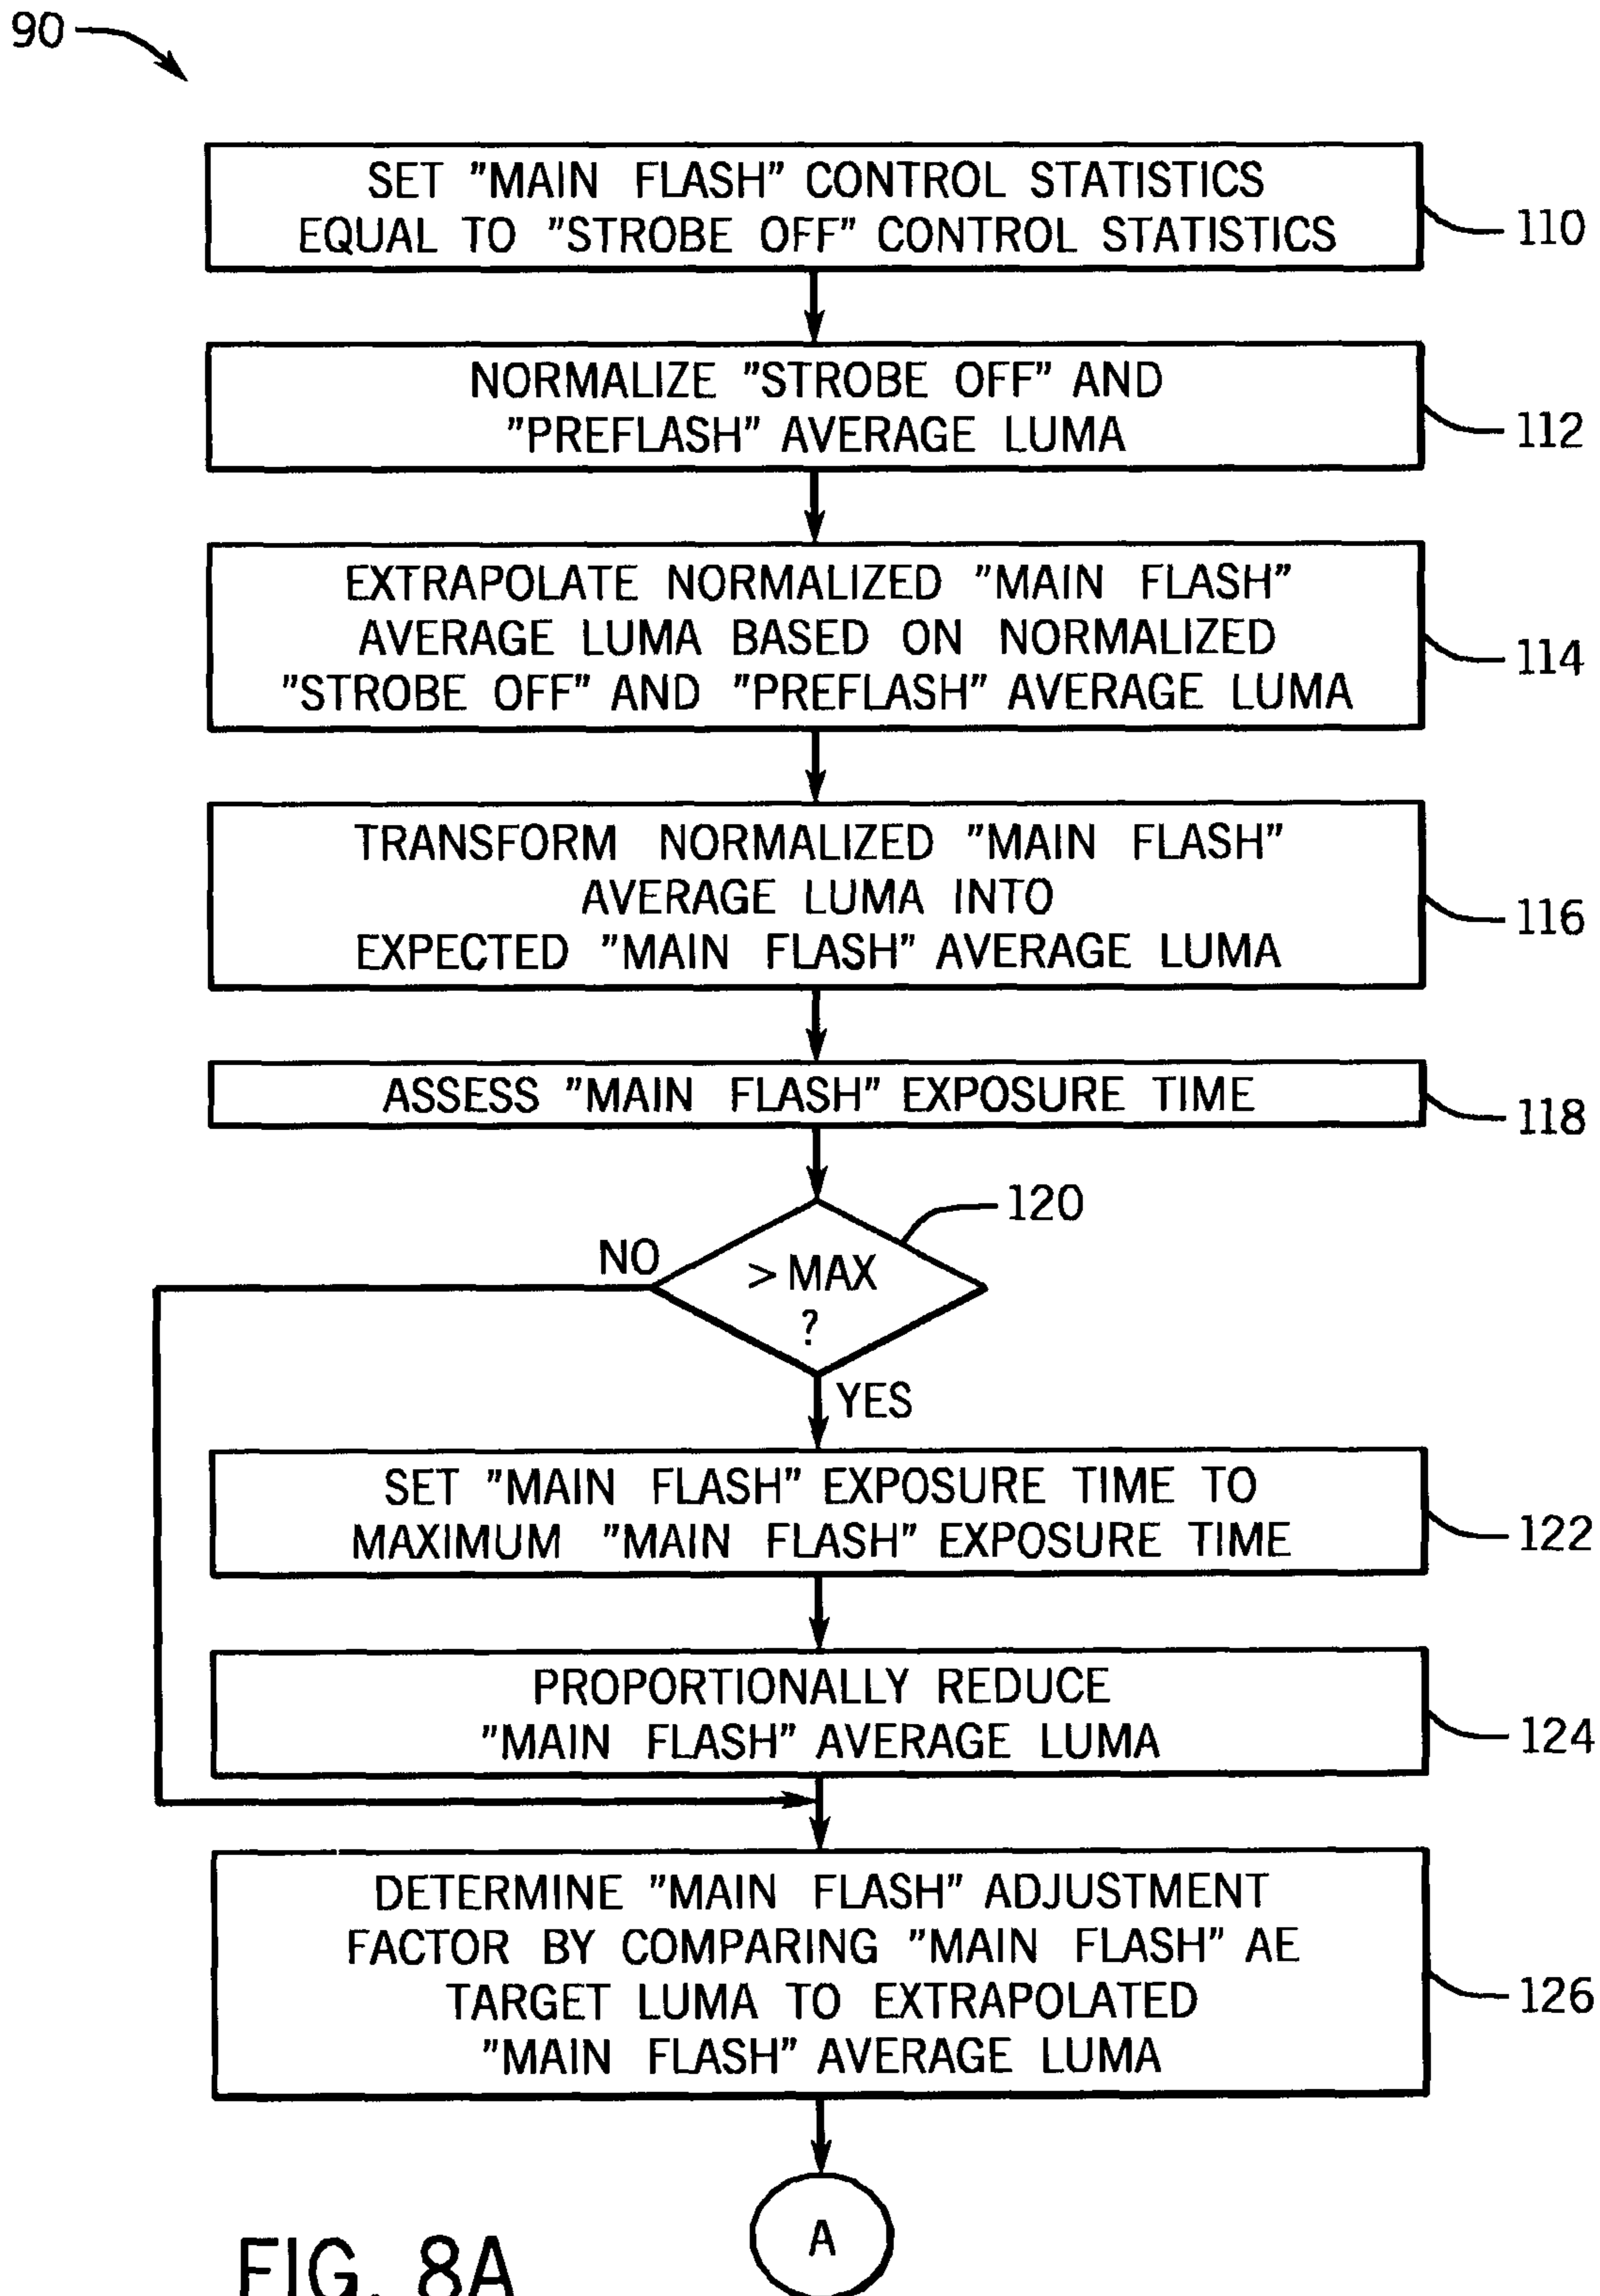 90
SET "MAIN FLASH" CONTROL STATISTICS
EQUAL TO "STROBE OFF" CONTROL STATISTICS
110
NORMALIZE "STROBE OFF" AND
"PREFLASH" AVERAGE LUMA
112
EXTRAPOLATE NORMALIZED "MAIN FLASH"
AVERAGE LUMA BASED ON NORMALIZED
"STROBE OFF" AND "PREFLASH" AVERAGE LUMA
114
TRANSFORM NORMALIZED "MAIN FLASH"
AVERAGE LUMA INTO
EXPECTED "MAIN FLASH" AVERAGE LUMA
116
ASSESS "MAIN FLASH" EXPOSURE TIME
118
120
NO
> MAX
?
YES
SET "MAIN FLASH" EXPOSURE TIME TO
MAXIMUM "MAIN FLASH" EXPOSURE TIME
122
PROPORTIONALLY REDUCE
"MAIN FLASH" AVERAGE LUMA
124
DETERMINE "MAIN FLASH" ADJUSTMENT
FACTOR BY COMPARING "MAIN FLASH" AE
TARGET LUMA TO EXTRAPOLATED
"MAIN FLASH" AVERAGE LUMA
126
A
FIG. 8A